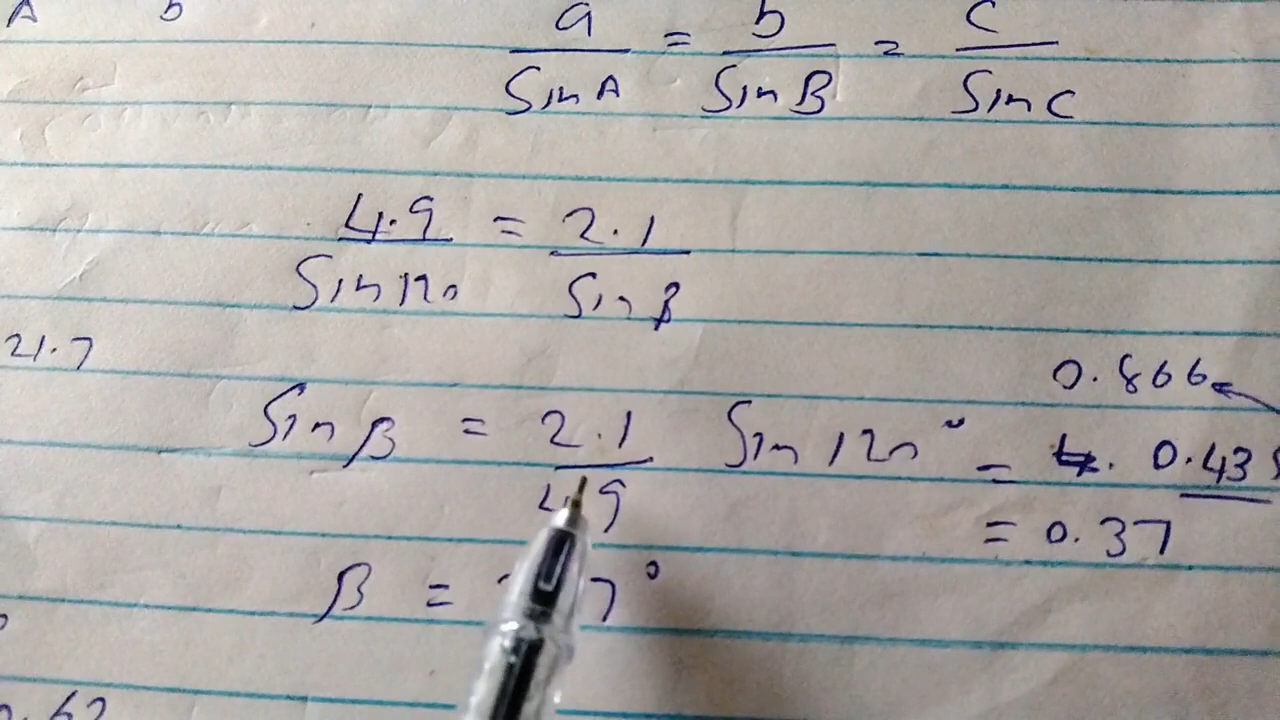 A b
a/SinA = b/SinB = c/SinC
4.9/Sin120 = 2.1/Sinβ
21.7
0.866
Sinβ = 2.1/4.9 Sin120° = 0.43
= 0.37
β = 7°